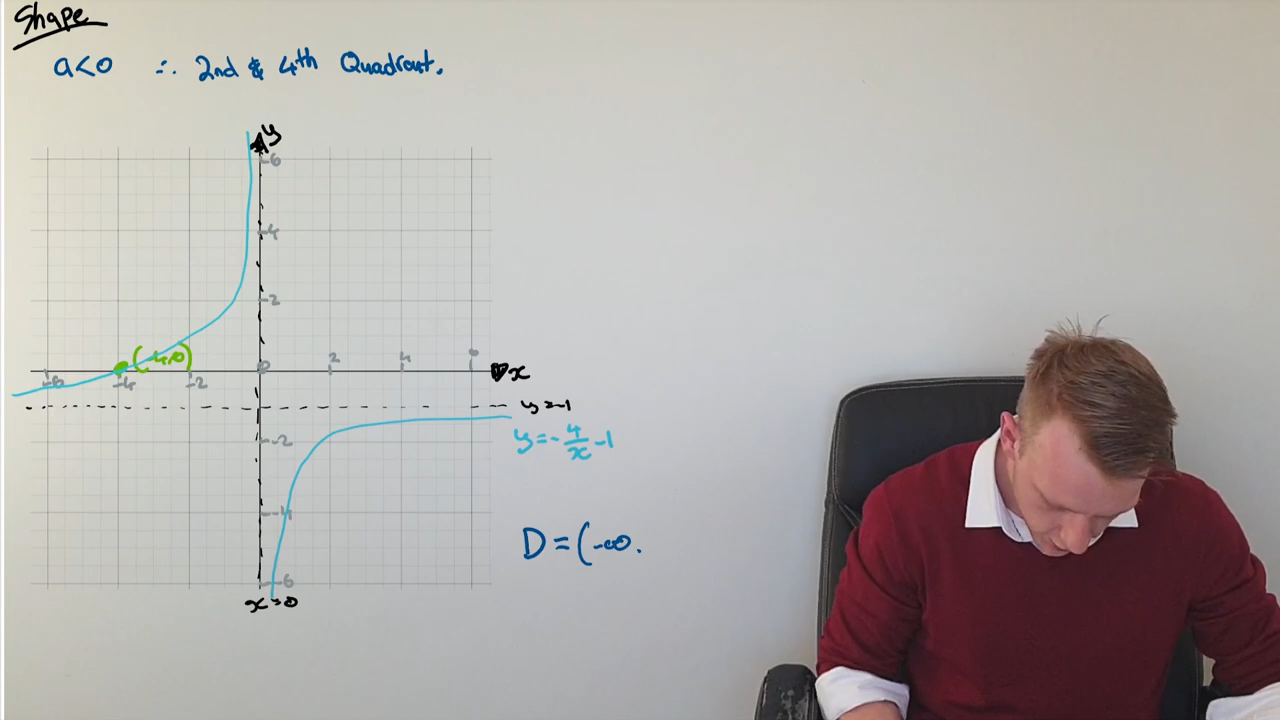 Shape
a<0 ∴ 2nd & 4th Quadrant.
y
6
4
2
(-4,0)
-6 -4 -2 0 2 4 6 x
y=-1
-2
y=-4/x-1
-4
D=(-∞,
-6
x=0